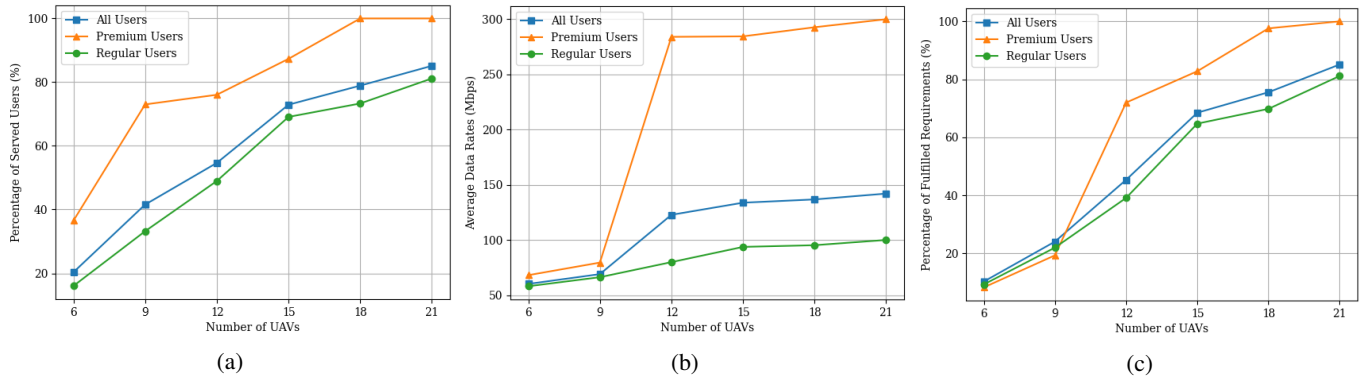 Percentage of Served Users (%)
100
80
60
40
20
All Users
Premium Users
Regular Users
6 9 12 15 18 21
Number of UAVs
(a)
Average Data Rates (Mbps)
300
250
200
150
100
50
All Users
Premium Users
Regular Users
6 9 12 15 18 21
Number of UAVs
(b)
Percentage of Fulfilled Requirements (%)
100
80
60
40
20
All Users
Premium Users
Regular Users
6 9 12 15 18 21
Number of UAVs
(c)